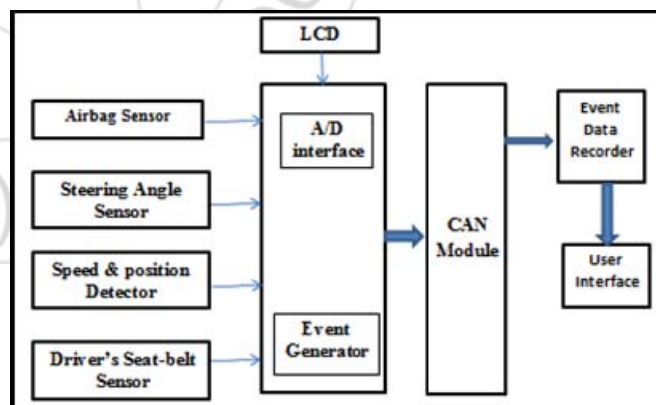 LCD
Airbag Sensor
A/D
interface
Steering Angle
Sensor
Speed & position
Detector
Event
Generator
Driver's Seat-belt
Sensor
CAN
Module
Event
Data
Recorder
User
Interface